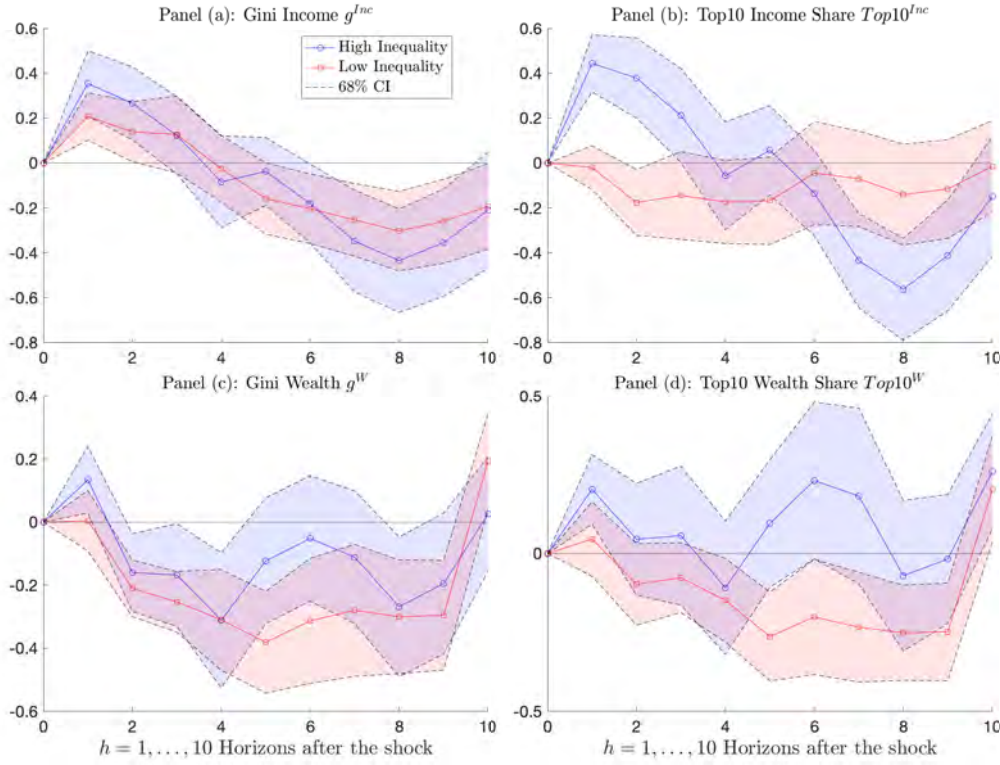 Panel (a): Gini Income g^Inc
0.6
0.4
0.2
0
-0.2
-0.4
-0.6
-0.8
0 2 4 6 8 10
High Inequality
Low Inequality
68% CI
Panel (b): Top10 Income Share Top10^Inc
0.6
0.4
0.2
0
-0.2
-0.4
-0.6
-0.8
0 2 4 6 8 10
Panel (c): Gini Wealth g^W
0.4
0.2
0
-0.2
-0.4
-0.6
0 2 4 6 8 10
h = 1, . . . , 10 Horizons after the shock
Panel (d): Top10 Wealth Share Top10^W
0.5
0
-0.5
0 2 4 6 8 10
h = 1, . . . , 10 Horizons after the shock